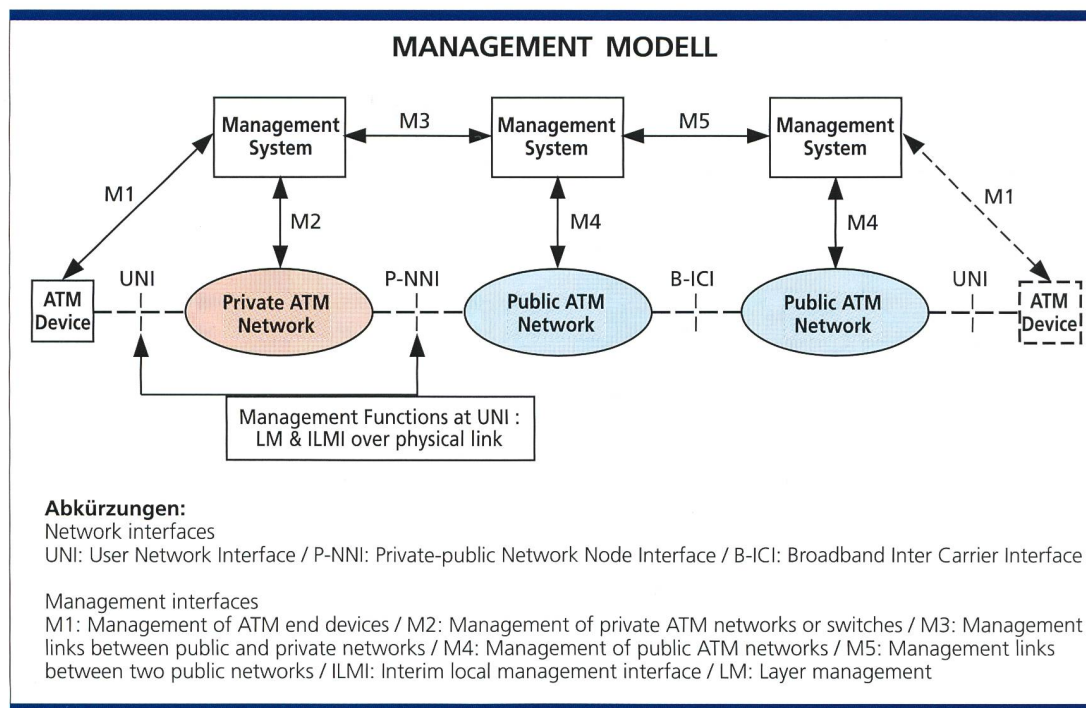 MANAGEMENT MODELL
Management
System
M3
Management
System
M5
Management
System
M1
M2
M4
M4
M1
ATM
Device
UNI
Private ATM
Network
P-NNI
Public ATM
Network
B-ICI
Public ATM
Network
UNI
ATM
Device
Management Functions at UNI :
LM & ILMI over physical link
Abkürzungen:
Network interfaces
UNI: User Network Interface / P-NNI: Private-public Network Node Interface / B-ICI: Broadband Inter Carrier Interface
Management interfaces
M1: Management of ATM end devices / M2: Management of private ATM networks or switches / M3: Management
links between public and private networks / M4: Management of public ATM networks / M5: Management links
between two public networks / ILMI: Interim local management interface / LM: Layer management